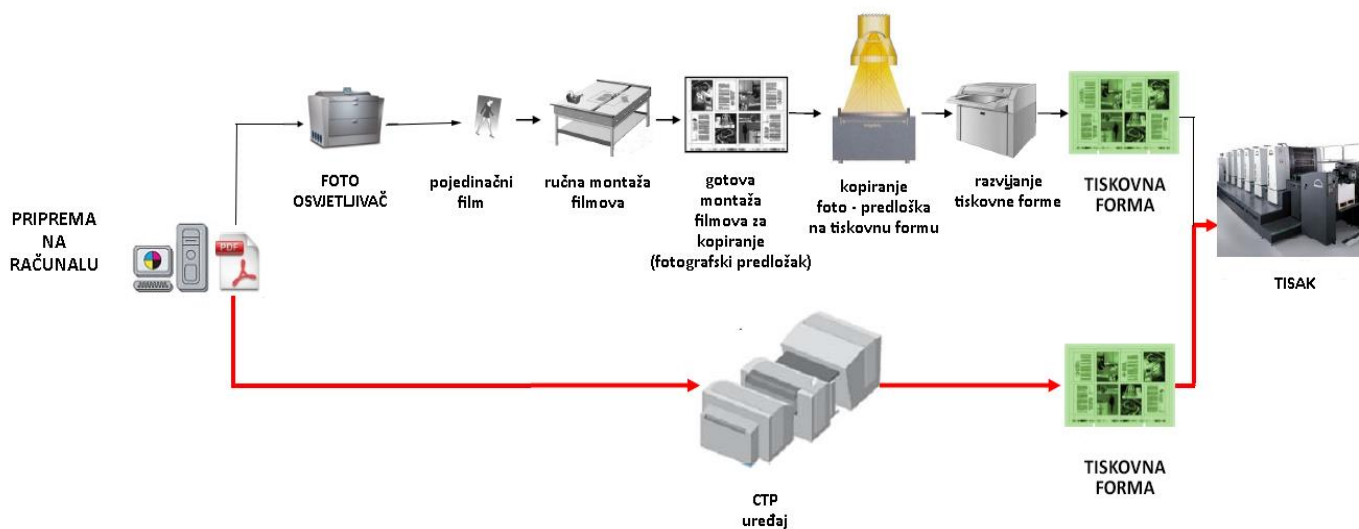 PRIPREMA
NA
RAČUNALU
PDF
FOTO
OSVJETLJIVAČ
pojedinačni
film
ručna montaža
filmova
gotova
montaža
filmova za
kopiranje
(fotografski predložak)
kopiranje
foto - predloška
na tiskovnu formu
razvijanje
tiskovne forme
TISKOVNA
FORMA
TISAK
CTP
uređaj
TISKOVNA
FORMA